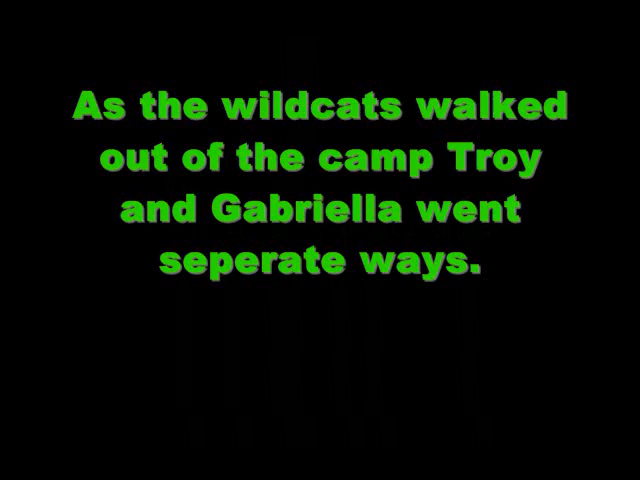 As the wildcats walked
out of the camp Troy
and Gabriella went
seperate ways.